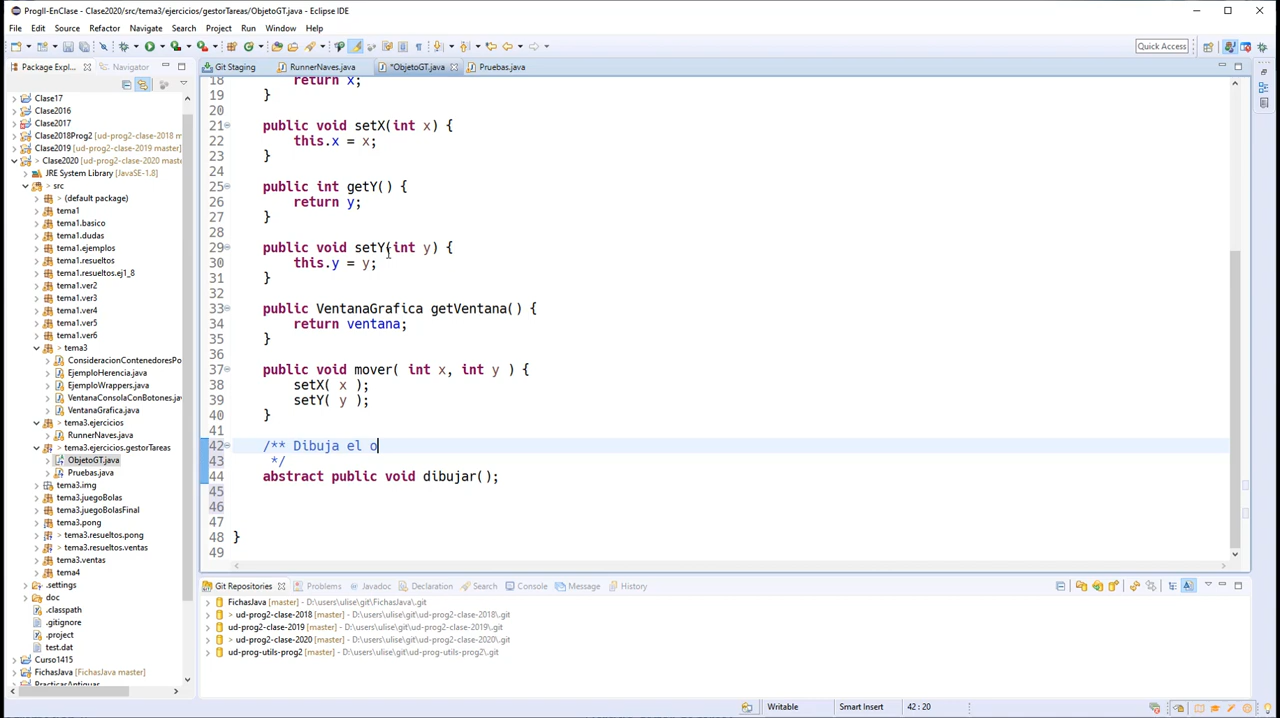 ProgII-EnClase - Clase2020/src/tema3/ejercicios/gestorTareas/ObjetoGT.java - Eclipse IDE
File Edit Source Refactor Navigate Search Project Run Window Help
Quick Access
Package Expl... Navigator
Git Staging RunnerNaves.java *ObjetoGT.java Pruebas.java
Clase17
Clase2016
Clase2017
Clase2018Prog2 [ud-prog2-clase-2018 m
Clase2019 [ud-prog2-clase-2019 master]
> Clase2020 [ud-prog2-clase-2020 maste
JRE System Library [JavaSE-1.8]
> src
(default package)
tema1
tema1.basico
tema1.dudas
tema1.ejemplos
tema1.resueltos
tema1.resueltos.ej1_8
tema1.ver2
tema1.ver3
tema1.ver4
tema1.ver5
tema1.ver6
> tema3
ConsideracionContenedoresPo
EjemploHerencia.java
EjemploWrappers.java
VentanaConsolaConBotones.jav
VentanaGrafica.java
tema3.ejercicios
RunnerNaves.java
> tema3.ejercicios.gestorTareas
ObjetoGT.java
Pruebas.java
tema3.img
tema3.juegoBolas
tema3.juegoBolasFinal
tema3.pong
> tema3.resueltos.pong
> tema3.resueltos.ventas
tema3.ventas
tema4
.settings
doc
.classpath
.gitignore
.project
test.dat
Curso1415
FichasJava [FichasJava master]
PracticasAntiguas
18 return x;
19 }
20
21 public void setX(int x) {
22 this.x = x;
23 }
24
25 public int getY() {
26 return y;
27 }
28
29 public void setY(int y) {
30 this.y = y;
31 }
32
33 public VentanaGrafica getVentana() {
34 return ventana;
35 }
36
37 public void mover( int x, int y ) {
38 setX( x );
39 setY( y );
40 }
41
42 /** Dibuja el o
43 */
44 abstract public void dibujar();
45
46
47
48 }
49
Git Repositories Problems Javadoc Declaration Search Console Message History
FichasJava [master] - D:\users\ulise\git\FichasJava\.git
> ud-prog2-clase-2018 [master] - D:\users\ulise\git\ud-prog2-clase-2018\.git
ud-prog2-clase-2019 [master] - D:\users\ulise\git\ud-prog2-clase-2019\.git
> ud-prog2-clase-2020 [master] - D:\users\ulise\git\ud-prog2-clase-2020\.git
ud-prog-utils-prog2 [master] - D:\users\ulise\git\ud-prog-utils-prog2\.git
Writable Smart Insert 42 : 20